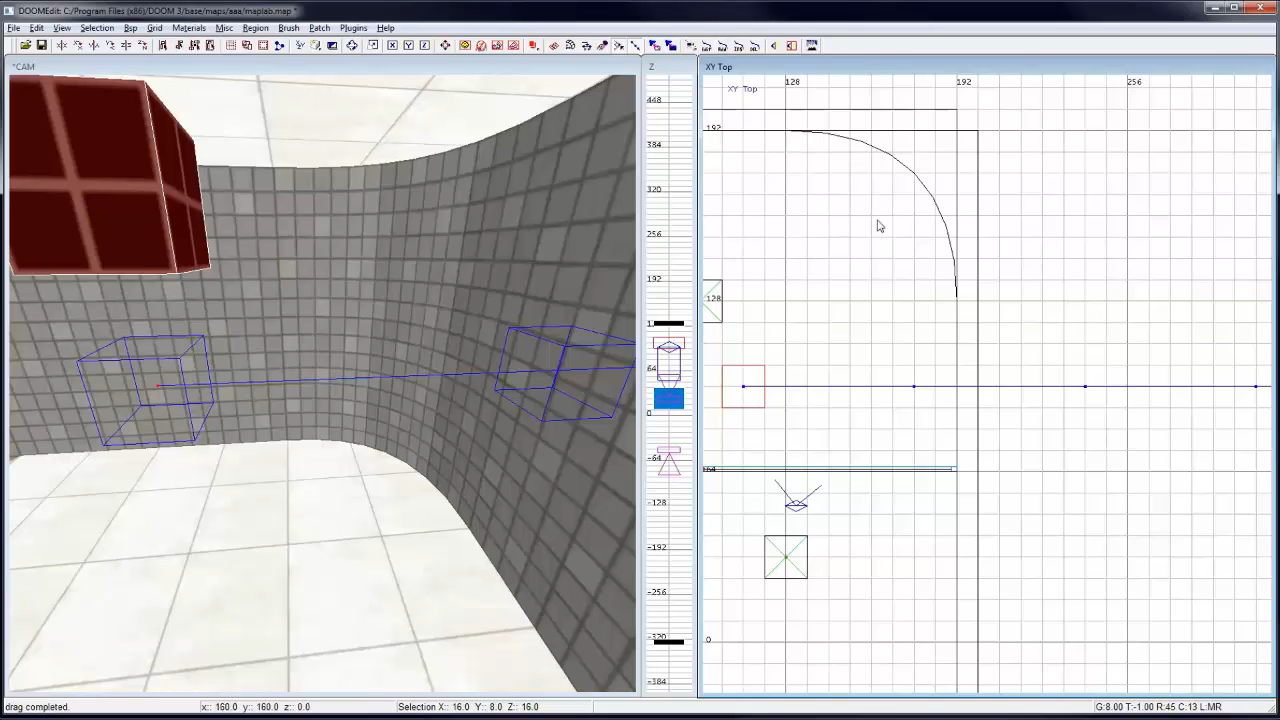 DOOMEdit: C:/Program Files (x86)/DOOM 3/base/maps/aaa/maplab.map *
File Edit View Selection Bsp Grid Materials Misc Region Brush Patch Plugins Help
*CAM
Z
XY Top
XY Top
128
192
256
192
128
64
0
448
384
320
256
192
64
0
-64
-128
-192
-256
-320
-384
drag completed.
x:: 160.0 y:: 160.0 z:: 0.0
Selection X:: 16.0 Y:: 8.0 Z:: 16.0
G:8.00 T:-1.00 R:45 C:13 L:MR